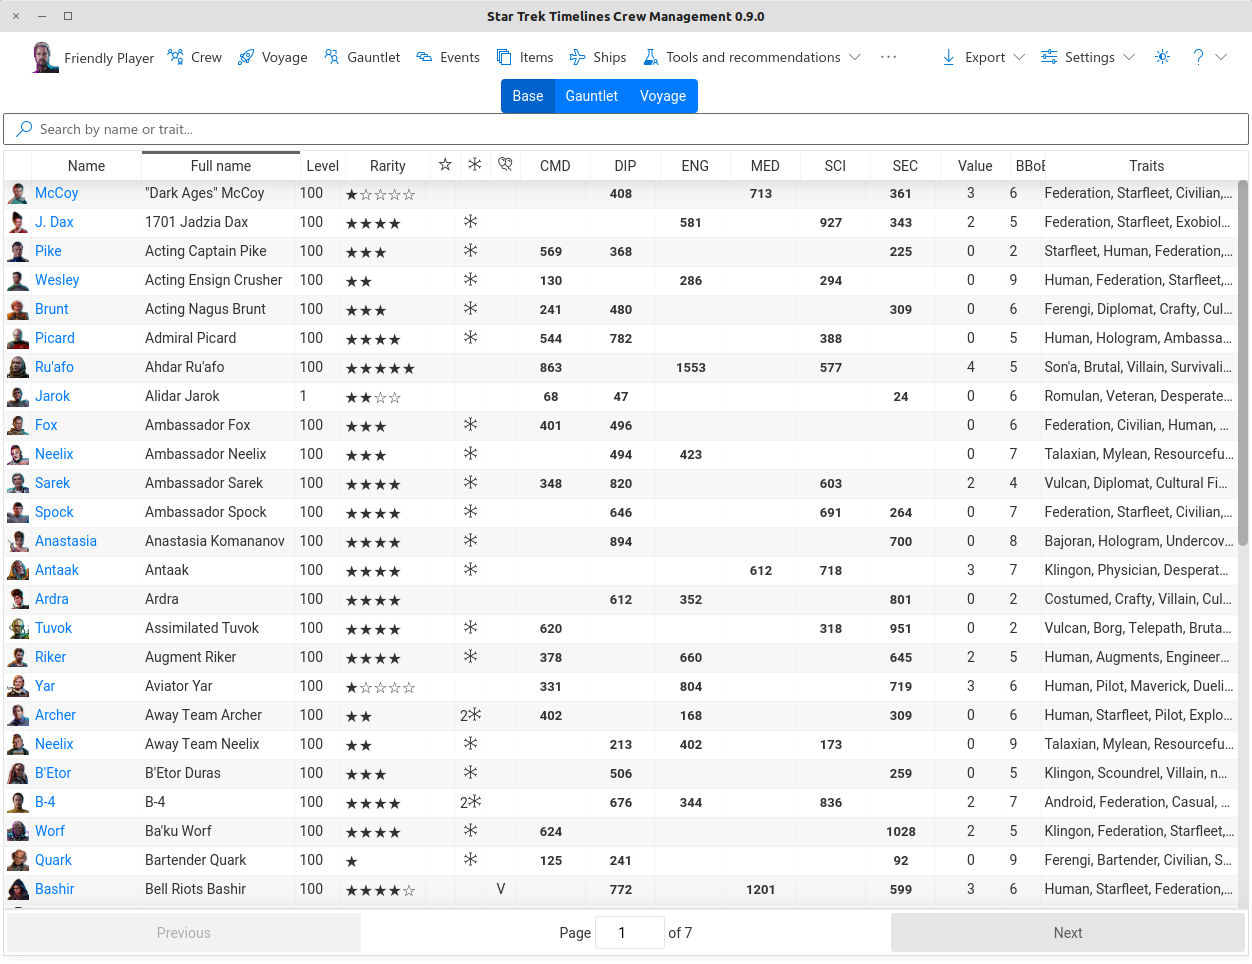 Star Trek Timelines Crew Management 0.9.0
Friendly Player Crew Voyage Gauntlet Events Items Ships Tools and recommendations ··· Export Settings ?
Base Gauntlet Voyage
Search by name or trait...
Name Full name Level Rarity CMD DIP ENG MED SCI SEC Value BBoB Traits
McCoy "Dark Ages" McCoy 100 ★☆☆☆☆ 408 713 361 3 6 Federation, Starfleet, Civilian,...
J. Dax 1701 Jadzia Dax 100 ★★★★ 581 927 343 2 5 Federation, Starfleet, Exobiol...
Pike Acting Captain Pike 100 ★★★ 569 368 225 0 2 Starfleet, Human, Federation,...
Wesley Acting Ensign Crusher 100 ★★ 130 286 294 0 9 Human, Federation, Starfleet,...
Brunt Acting Nagus Brunt 100 ★★★ 241 480 309 0 6 Ferengi, Diplomat, Crafty, Cul...
Picard Admiral Picard 100 ★★★★ 544 782 388 0 5 Human, Hologram, Ambassa...
Ru'afo Ahdar Ru'afo 100 ★★★★★ 863 1553 577 4 5 Son'a, Brutal, Villain, Survivali...
Jarok Alidar Jarok 1 ★★☆☆ 68 47 24 0 6 Romulan, Veteran, Desperate...
Fox Ambassador Fox 100 ★★★ 401 496 0 6 Federation, Civilian, Human, ...
Neelix Ambassador Neelix 100 ★★★ 494 423 0 7 Talaxian, Mylean, Resourcefu...
Sarek Ambassador Sarek 100 ★★★★ 348 820 603 2 4 Vulcan, Diplomat, Cultural Fi...
Spock Ambassador Spock 100 ★★★★ 646 691 264 0 7 Federation, Starfleet, Civilian,...
Anastasia Anastasia Komananov 100 ★★★★ 894 700 0 8 Bajoran, Hologram, Undercov...
Antaak Antaak 100 ★★★★ 612 718 3 7 Klingon, Physician, Desperat...
Ardra Ardra 100 ★★★★ 612 352 801 0 2 Costumed, Crafty, Villain, Cul...
Tuvok Assimilated Tuvok 100 ★★★★ 620 318 951 0 2 Vulcan, Borg, Telepath, Bruta...
Riker Augment Riker 100 ★★★★ 378 660 645 2 5 Human, Augments, Engineer...
Yar Aviator Yar 100 ★☆☆☆☆ 331 804 719 3 6 Human, Pilot, Maverick, Dueli...
Archer Away Team Archer 100 ★★ 2 402 168 309 0 6 Human, Starfleet, Pilot, Explo...
Neelix Away Team Neelix 100 ★★ 213 402 173 0 9 Talaxian, Mylean, Resourcefu...
B'Etor B'Etor Duras 100 ★★★ 506 259 0 5 Klingon, Scoundrel, Villain, n...
B-4 B-4 100 ★★★★ 2 676 344 836 2 7 Android, Federation, Casual, ...
Worf Ba'ku Worf 100 ★★★★ 624 1028 2 5 Klingon, Federation, Starfleet,...
Quark Bartender Quark 100 ★ 125 241 92 0 9 Ferengi, Bartender, Civilian, S...
Bashir Bell Riots Bashir 100 ★★★★☆ V 772 1201 599 3 6 Human, Starfleet, Federation,...
Previous Page 1 of 7 Next